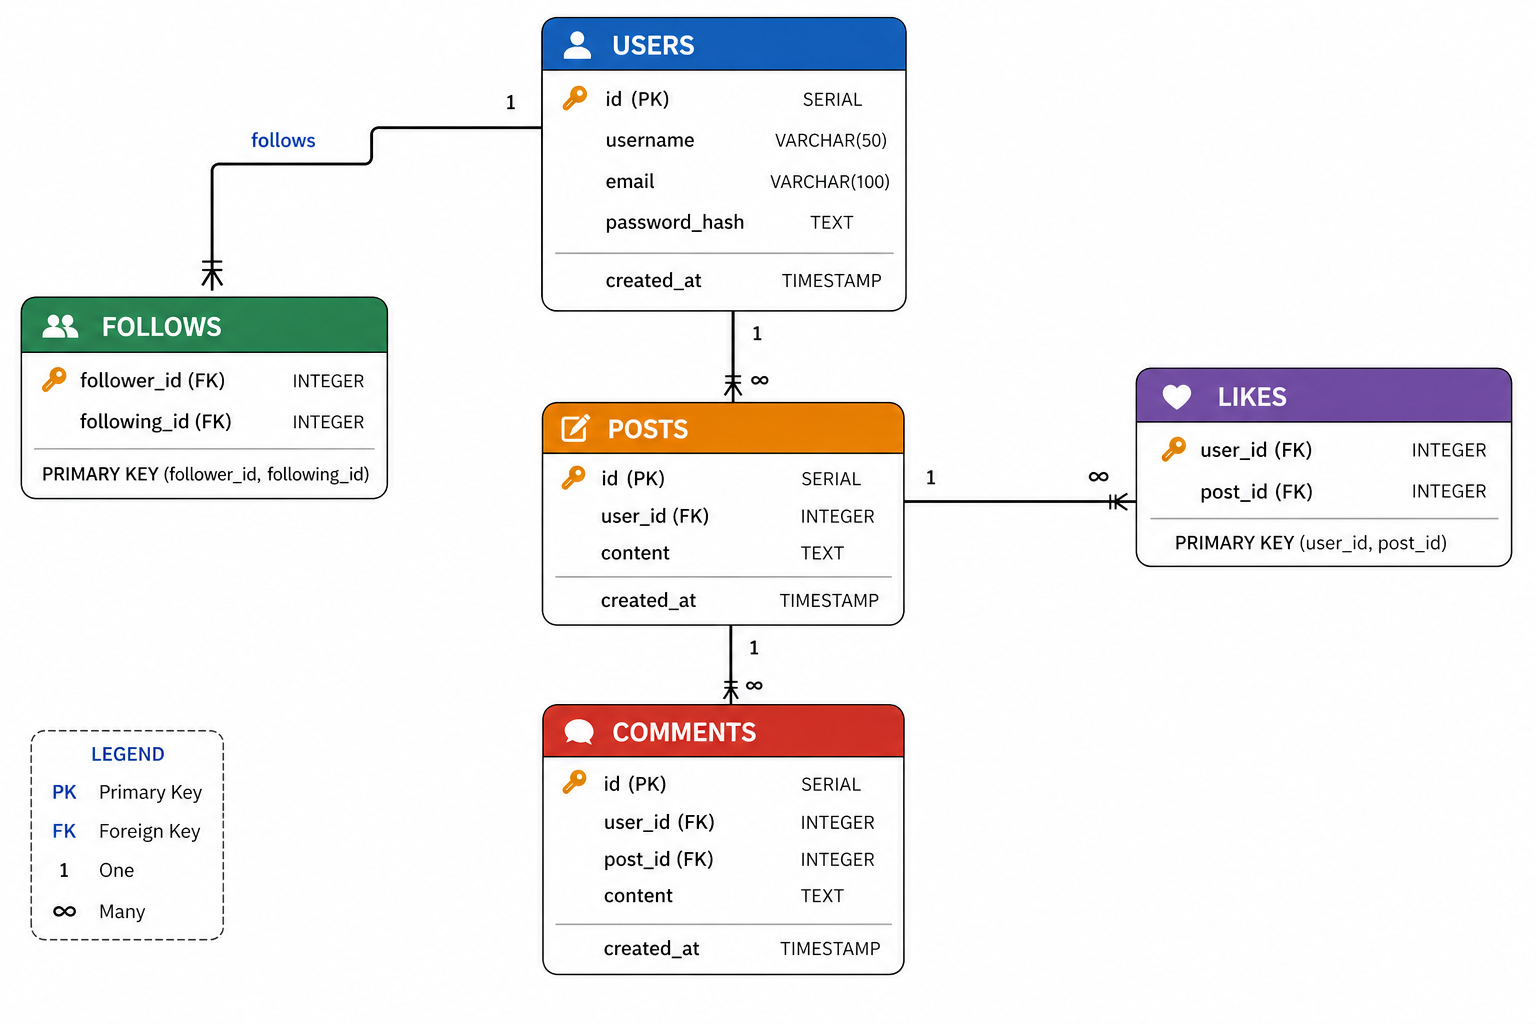 USERS
id (PK) SERIAL
username VARCHAR(50)
email VARCHAR(100)
password_hash TEXT
created_at TIMESTAMP
1
follows
FOLLOWS
follower_id (FK) INTEGER
following_id (FK) INTEGER
PRIMARY KEY (follower_id, following_id)
1
∞
POSTS
id (PK) SERIAL
user_id (FK) INTEGER
content TEXT
created_at TIMESTAMP
1 ∞
LIKES
user_id (FK) INTEGER
post_id (FK) INTEGER
PRIMARY KEY (user_id, post_id)
1
∞
COMMENTS
id (PK) SERIAL
user_id (FK) INTEGER
post_id (FK) INTEGER
content TEXT
created_at TIMESTAMP
LEGEND
PK Primary Key
FK Foreign Key
1 One
∞ Many